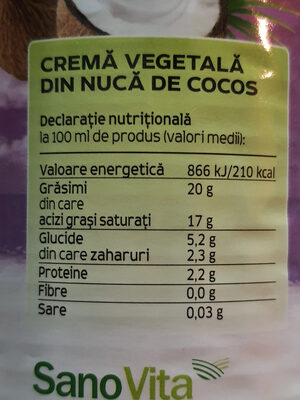 CREMĂ VEGETALĂ
DIN NUCĂ DE COCOS
Declarație nutrițională
la 100 ml de produs (valori medii):
Valoare energetică 866 kJ/210 kcal
Grăsimi 20 g
din care
acizi grași saturați 17 g
Glucide 5,2 g
din care zaharuri 2,3 g
Proteine 2,2 g
Fibre 0,0 g
Sare 0,03 g
SanoVita